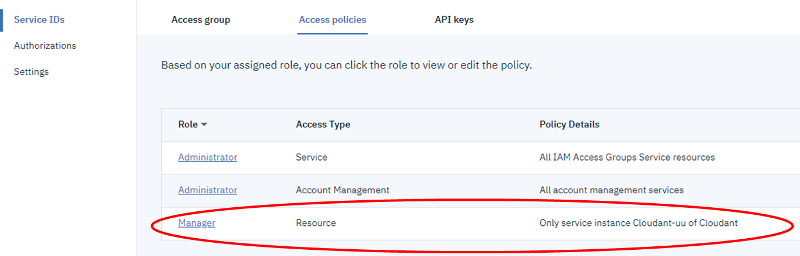 Service IDs
Authorizations
Settings
Access group Access policies API keys
Based on your assigned role, you can click the role to view or edit the policy.
Role Access Type Policy Details
Administrator Service All IAM Access Groups Service resources
Administrator Account Management All account management services
Manager Resource Only service instance Cloudant-uu of Cloudant